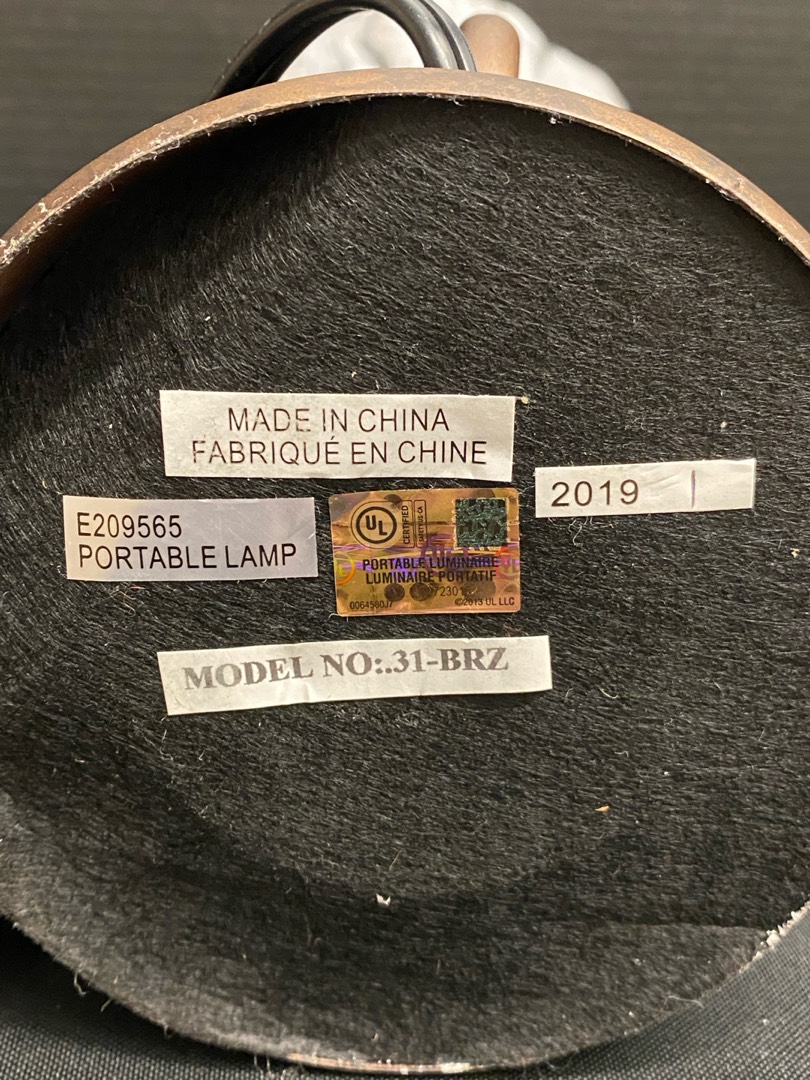 MADE IN CHINA
FABRIQUÉ EN CHINE
2019
E209565
PORTABLE LAMP
UL
CERTIFIED
PORTABLE LUMINAIRE
LUMINAIRE PORTATIF
©2013 UL LLC
MODEL NO:.31-BRZ